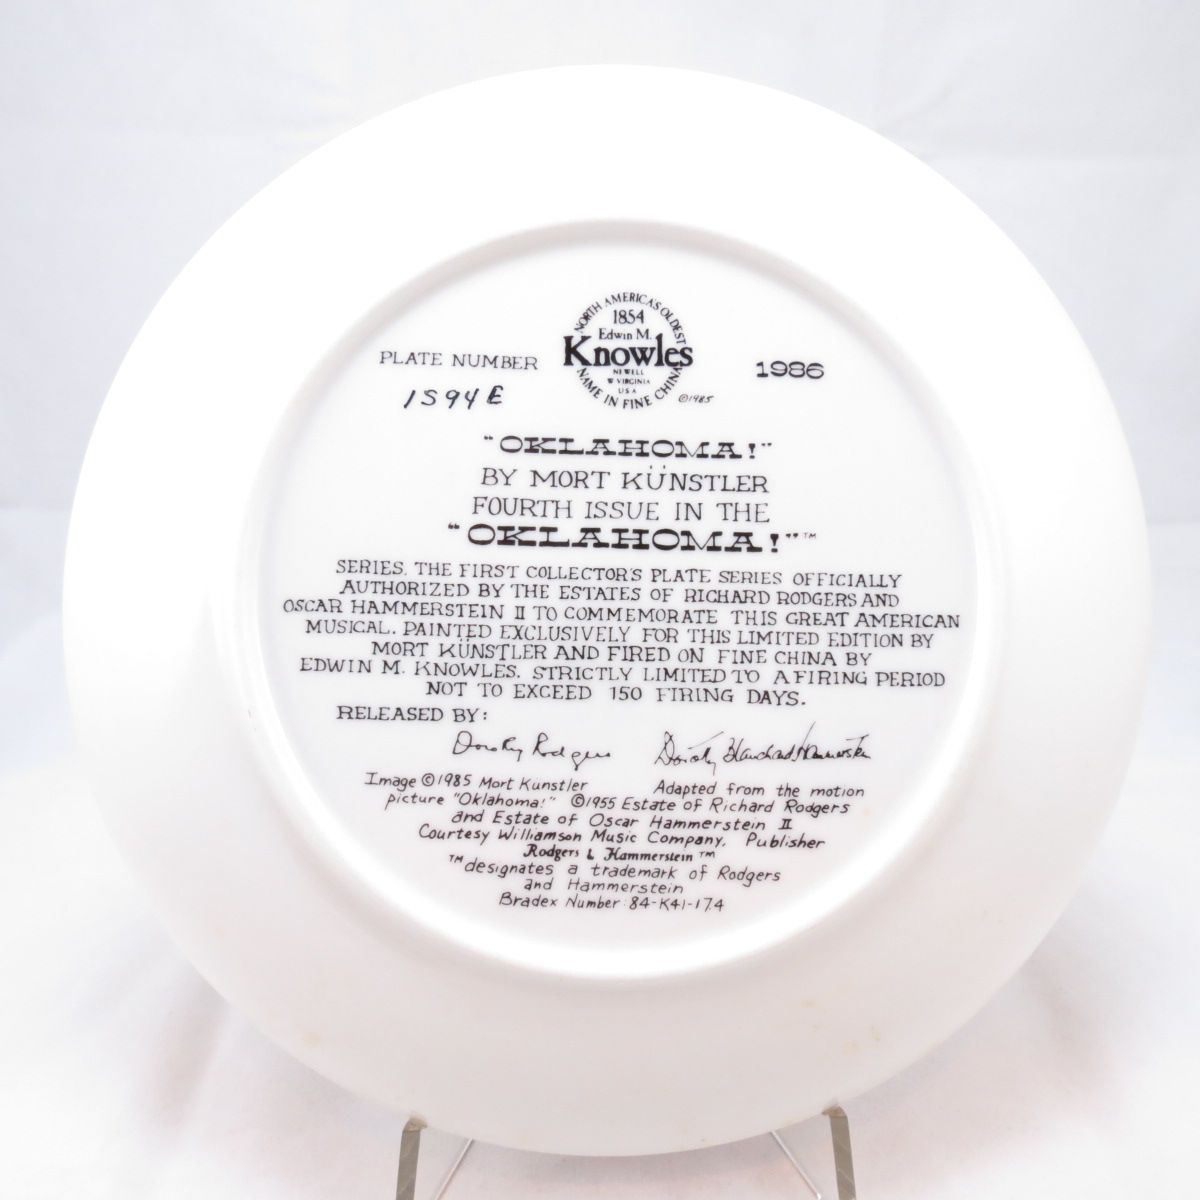 NORTH AMERICA'S OLDEST
1854
Edwin M.
Knowles
NEWELL
W VIRGINIA
USA
NAME IN FINE CHINA
©1985
PLATE NUMBER
1594E
1986
"OKLAHOMA!"
BY MORT KÜNSTLER
FOURTH ISSUE IN THE
"OKLAHOMA!"™
SERIES. THE FIRST COLLECTOR'S PLATE SERIES OFFICIALLY
AUTHORIZED BY THE ESTATES OF RICHARD RODGERS AND
OSCAR HAMMERSTEIN II TO COMMEMORATE THIS GREAT AMERICAN
MUSICAL. PAINTED EXCLUSIVELY FOR THIS LIMITED EDITION BY
MORT KÜNSTLER AND FIRED ON FINE CHINA BY
EDWIN M. KNOWLES. STRICTLY LIMITED TO A FIRING PERIOD
NOT TO EXCEED 150 FIRING DAYS.
RELEASED BY:
Dorothy Rodgers Dorothy Blanchard Hammerstein
Image ©1985 Mort Künstler Adapted from the motion
picture "Oklahoma!" ©1955 Estate of Richard Rodgers
and Estate of Oscar Hammerstein II
Courtesy Williamson Music Company, Publisher
Rodgers & Hammerstein™
™designates a trademark of Rodgers
and Hammerstein
Bradex Number: 84-K41-17.4